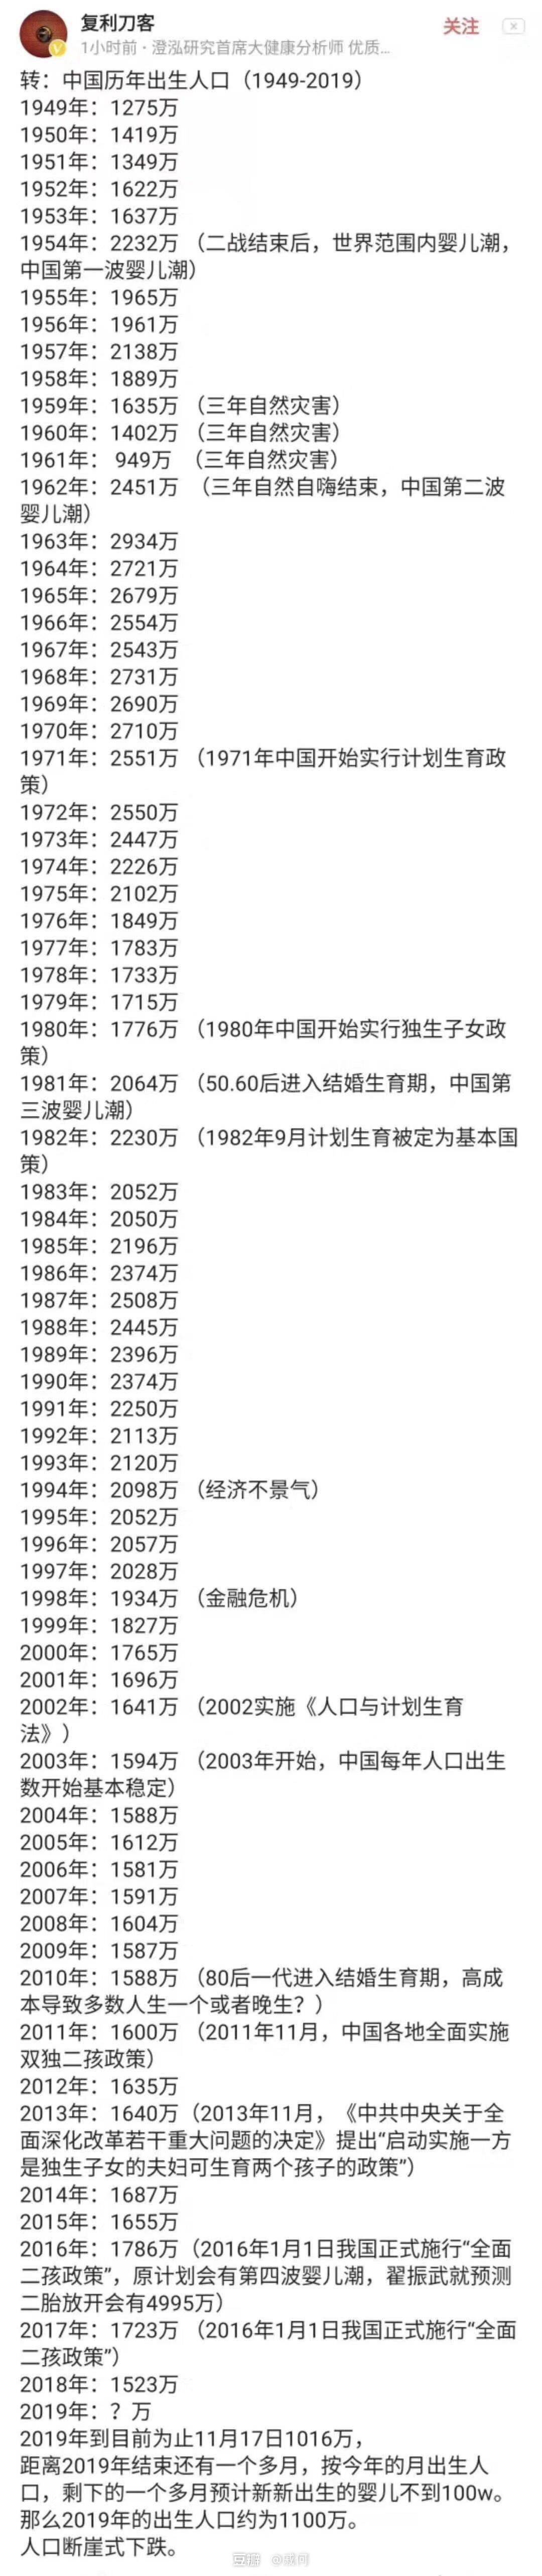 复利刀客
关注
1小时前 · 澄泓研究首席大健康分析师 优质...
转：中国历年出生人口（1949-2019）
1949年：1275万
1950年：1419万
1951年：1349万
1952年：1622万
1953年：1637万
1954年：2232万 （二战结束后，世界范围内婴儿潮，
中国第一波婴儿潮）
1955年：1965万
1956年：1961万
1957年：2138万
1958年：1889万
1959年：1635万 （三年自然灾害）
1960年：1402万 （三年自然灾害）
1961年： 949万 （三年自然灾害）
1962年：2451万 （三年自然自嗨结束，中国第二波
婴儿潮）
1963年：2934万
1964年：2721万
1965年：2679万
1966年：2554万
1967年：2543万
1968年：2731万
1969年：2690万
1970年：2710万
1971年：2551万 （1971年中国开始实行计划生育政
策）
1972年：2550万
1973年：2447万
1974年：2226万
1975年：2102万
1976年：1849万
1977年：1783万
1978年：1733万
1979年：1715万
1980年：1776万 （1980年中国开始实行独生子女政
策）
1981年：2064万 （50.60后进入结婚生育期，中国第
三波婴儿潮）
1982年：2230万 （1982年9月计划生育被定为基本国
策）
1983年：2052万
1984年：2050万
1985年：2196万
1986年：2374万
1987年：2508万
1988年：2445万
1989年：2396万
1990年：2374万
1991年：2250万
1992年：2113万
1993年：2120万
1994年：2098万 （经济不景气）
1995年：2052万
1996年：2057万
1997年：2028万
1998年：1934万 （金融危机）
1999年：1827万
2000年：1765万
2001年：1696万
2002年：1641万 （2002实施《人口与计划生育
法》）
2003年：1594万 （2003年开始，中国每年人口出生
数开始基本稳定）
2004年：1588万
2005年：1612万
2006年：1581万
2007年：1591万
2008年：1604万
2009年：1587万
2010年：1588万 （80后一代进入结婚生育期，高成
本导致多数人生一个或者晚生？）
2011年：1600万 （2011年11月，中国各地全面实施
双独二孩政策）
2012年：1635万
2013年：1640万（2013年11月，《中共中央关于全
面深化改革若干重大问题的决定》提出“启动实施一方
是独生子女的夫妇可生育两个孩子的政策”）
2014年：1687万
2015年：1655万
2016年：1786万（2016年1月1日我国正式施行“全面
二孩政策”，原计划会有第四波婴儿潮，翟振武就预测
二胎放开会有4995万）
2017年：1723万 （2016年1月1日我国正式施行“全面
二孩政策”）
2018年：1523万
2019年：？万
2019年到目前为止11月17日1016万，
距离2019年结束还有一个多月，按今年的月出生人
口，剩下的一个多月预计新新出生的婴儿不到100w。
那么2019年的出生人口约为1100万。
人口断崖式下跌。
豆瓣